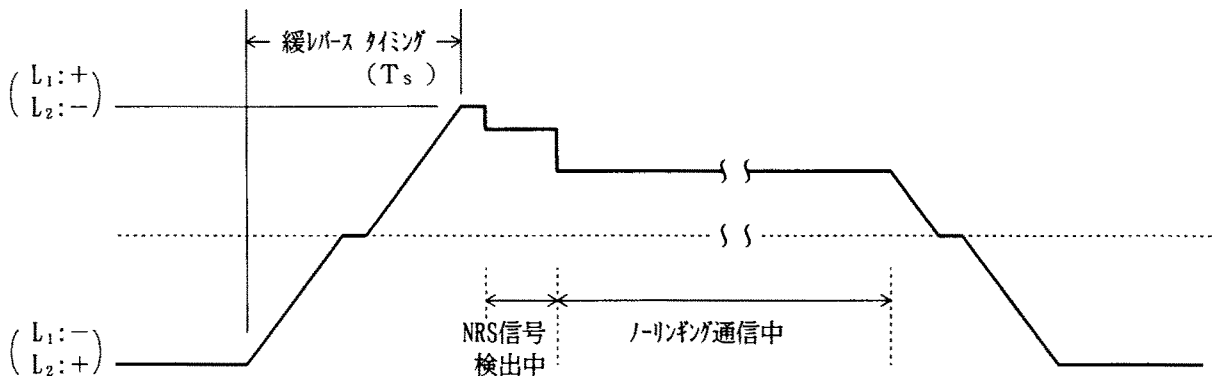 緩レバース タイミング
(Ts)
L1:+
L2:-
L1:-
L2:+
NRS信号
検出中
ノーリンギング通信中